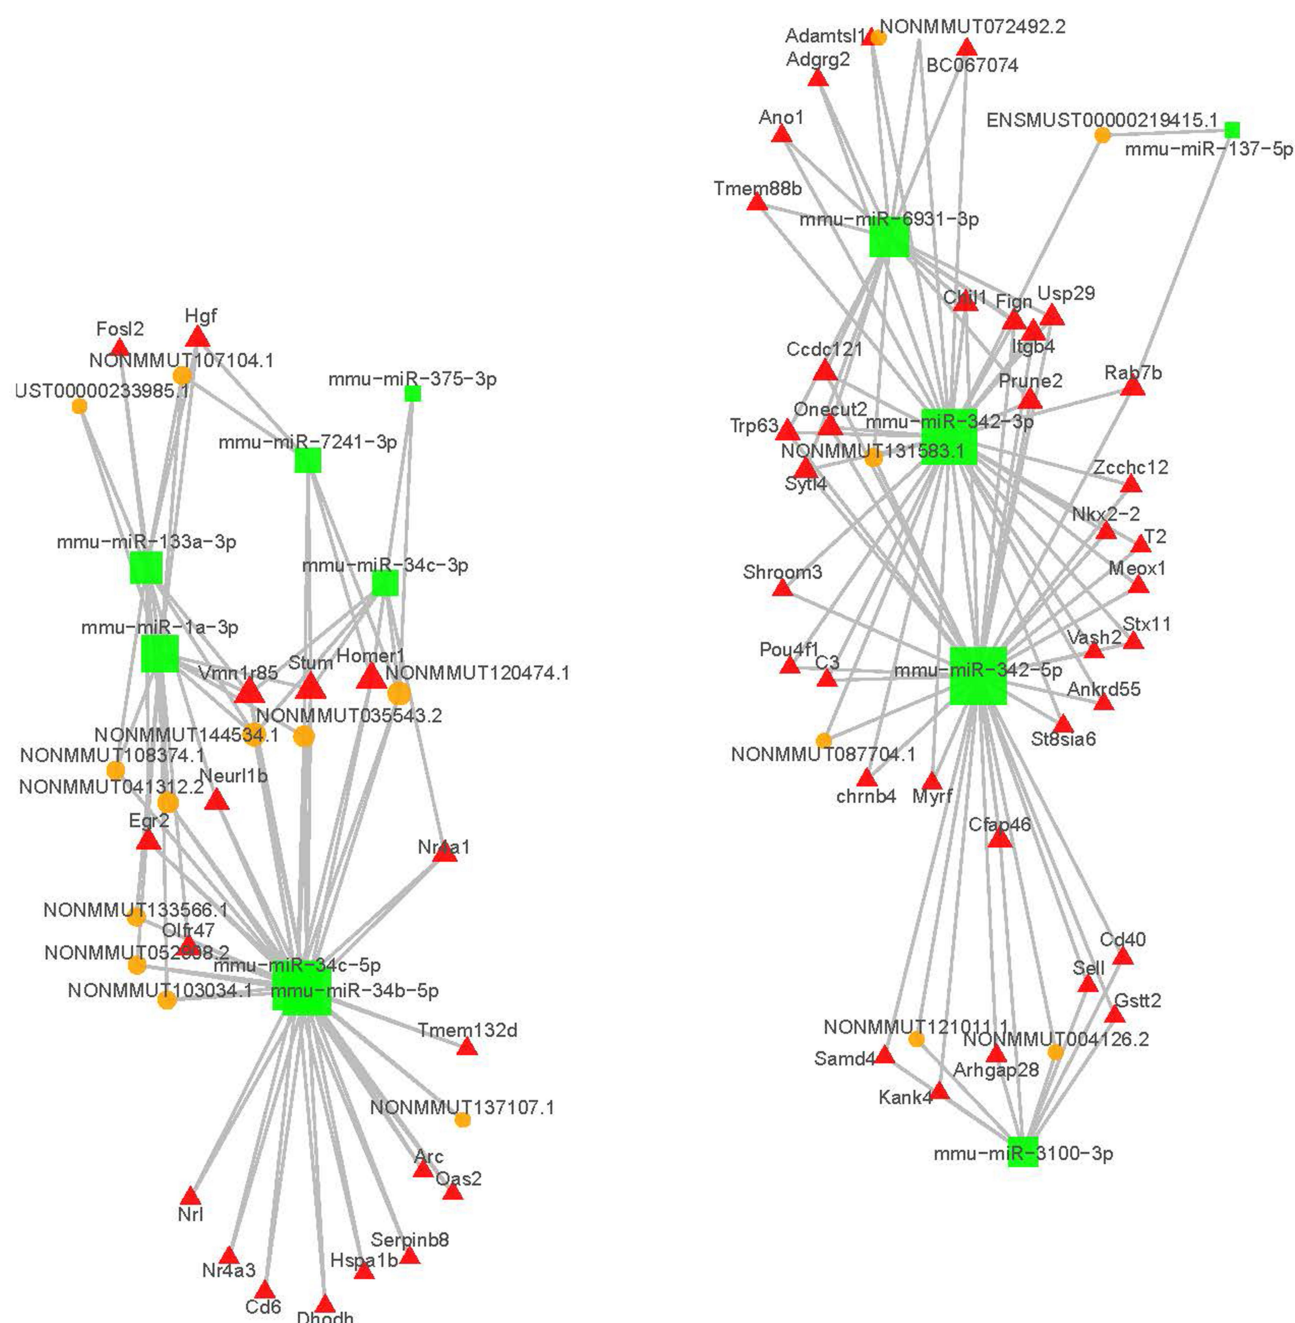 NONMMUT072492.2
Adamtsl1
Adgrg2
BC067074
Ano1
ENSMUST00000219415.1
mmu-miR-137-5p
Tmem88b
mmu-miR-6931-3p
Chil1
Fign
Usp29
Itgb4
Ccdc121
Prune2
Rab7b
Onecut2
Trp63
mmu-miR-342-3p
NONMMUT131583.1
Sytl4
Zcchc12
Nkx2-2
T2
Shroom3
Meox1
Stx11
Vash2
Pou4f1
C3
mmu-miR-342-5p
Ankrd55
St8sia6
NONMMUT087704.1
chrnb4
Myrf
Cfap46
Cd40
Sell
Gstt2
NONMMUT121011.1
NONMMUT004126.2
Samd4
Arhgap28
Kank4
mmu-miR-3100-3p
Hgf
Fosl2
NONMMUT107104.1
UST00000233985.1
mmu-miR-375-3p
mmu-miR-7241-3p
mmu-miR-133a-3p
mmu-miR-34c-3p
mmu-miR-1a-3p
Vmn1r85
Stum
Homer1
NONMMUT120474.1
NONMMUT035543.2
NONMMUT144534.1
NONMMUT108374.1
Neurl1b
NONMMUT041312.2
Egr2
Nr4a1
NONMMUT133566.1
Olfr47
mmu-miR-34c-5p
NONMMUT103034.1
mmu-miR-34b-5p
Tmem132d
NONMMUT137107.1
Arc
Oas2
Nrl
Serpinb8
Hspa1b
Nr4a3
Cd6
Dhodh